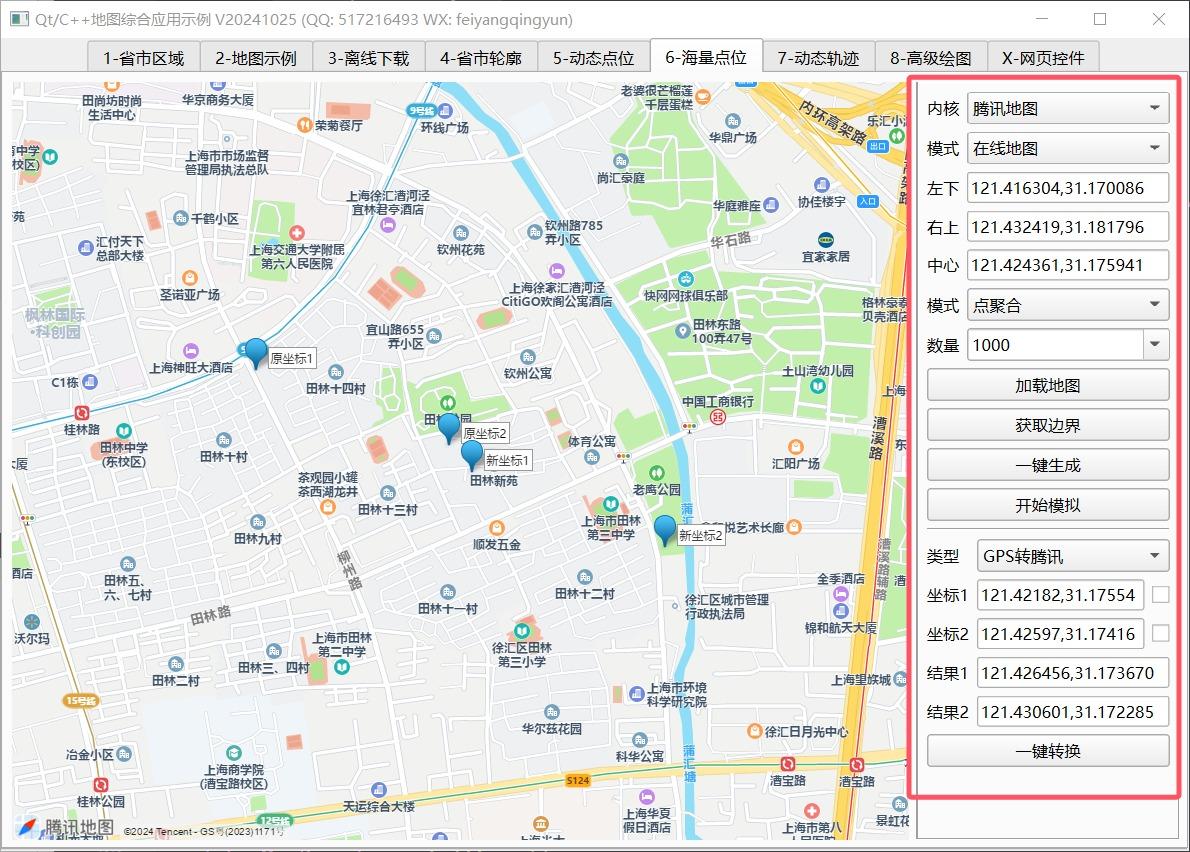 Qt/C++地图综合应用示例 V20241025 (QQ: 517216493 WX: feiyangqingyun)
1-省市区域
2-地图示例
3-离线下载
4-省市轮廓
5-动态点位
6-海量点位
7-动态轨迹
8-高级绘图
X-网页控件
田尚坊时尚
生活中心
华京商务大厦
荣菊餐厅
9号线
环线广场
老婆很芒榴莲
千层蛋糕
华鼎广场
内环高架路
出口
上海市市场监督
管理局执法总队
尚汇豪庭
华庭雅座
协佳楼宇
入口
上海徐汇漕河泾
宜林君亭酒店
千鹤小区
汇付天下
总部大楼
上海交通大学附属
第六人民医院
钦州花苑
钦州路785
弄小区
华石路
宜家家居
圣诺亚广场
上海徐家汇漕河泾
CitiGO欢阁公寓酒店
快网网球俱乐部
格林豪泰
贝壳酒店
枫林国际
·科创园
宜山路655
弄小区
田林东路
100弄47号
上海神旺大酒店
原坐标1
田林十四村
钦州公寓
土山湾幼儿园
C1栋
桂林路
中国工商银行
漕溪路
原坐标2
新坐标1
田林新苑
体育公寓
田林中学
(东校区)
田林十村
茶观园小罐
茶西湖龙井
田林十三村
老鹰公园
汇阳广场
田林九村
顺发五金
上海市田林
第三中学
新坐标2
悦艺术长廊
漕溪路辅路
酒店
田林五、
六、七村
柳州路
田林十二村
全季酒店
沃尔玛
田林路
田林十一村
徐汇区城市管理
行政执法局
锦和航天大厦
田林三、四村
上海市田林
第二中学
徐汇区田林
第三小学
田林二村
上海市环境
科学研究院
上海里娭城
15号线
华尔兹花园
徐汇日月光中心
冶金小区
科华公寓
蒲汇塘
上海商学院
(漕宝路校区)
S124
漕宝路
漕宝路
桂林公园
天运综合大楼
12号线
上海华夏
假日酒店
上海市第八
人民医院
腾讯地图
©2024 Tencent - GS粤(2023)1171号
内核
腾讯地图
模式
在线地图
左下
121.416304,31.170086
右上
121.432419,31.181796
中心
121.424361,31.175941
模式
点聚合
数量
1000
加载地图
获取边界
一键生成
开始模拟
类型
GPS转腾讯
坐标1
121.42182,31.17554
坐标2
121.42597,31.17416
结果1
121.426456,31.173670
结果2
121.430601,31.172285
一键转换